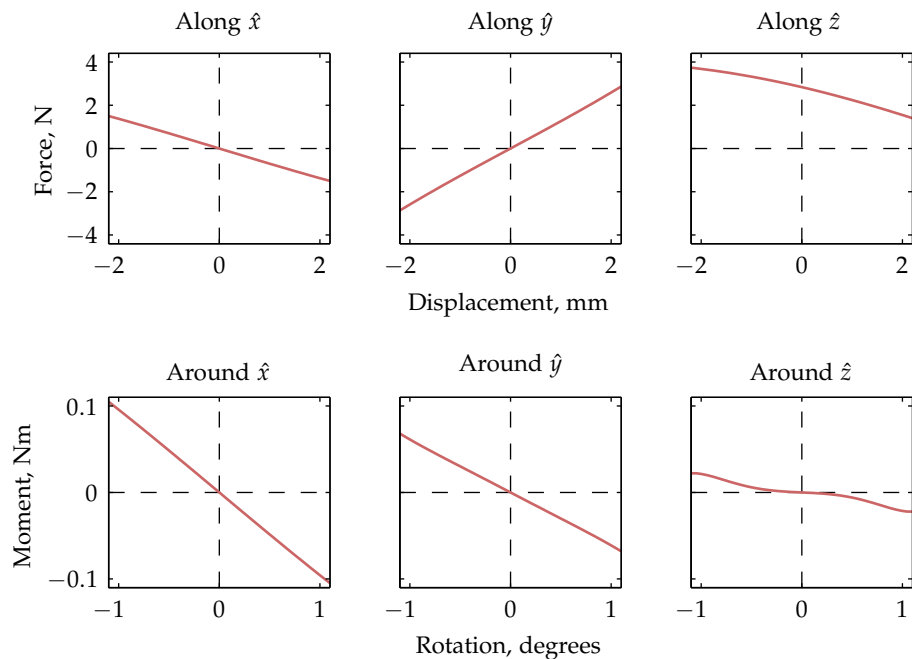 Along x̂ Along ŷ Along ẑ
Force, N
4
2
0
−2
−4
−2 0 2 −2 0 2 −2 0 2
Displacement, mm
Around x̂ Around ŷ Around ẑ
Moment, Nm
0.1
0
−0.1
−1 0 1 −1 0 1 −1 0 1
Rotation, degrees